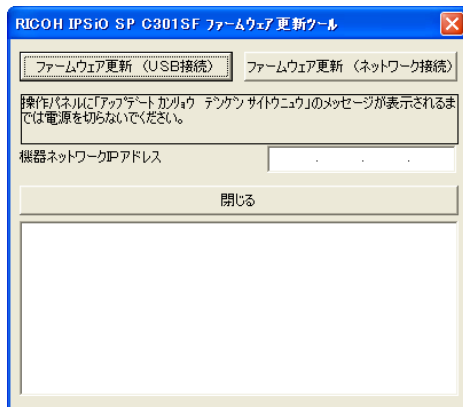 RICOH IPSiO SP C301SF ファームウェア更新ツール
ファームウェア更新（USB接続）
ファームウェア更新（ネットワーク接続）
操作パネルに「アップデート カンリョウ　デンゲン サイトウニュウ」のメッセージが表示されるま
では電源を切らないでください。
機器ネットワークIPアドレス
閉じる